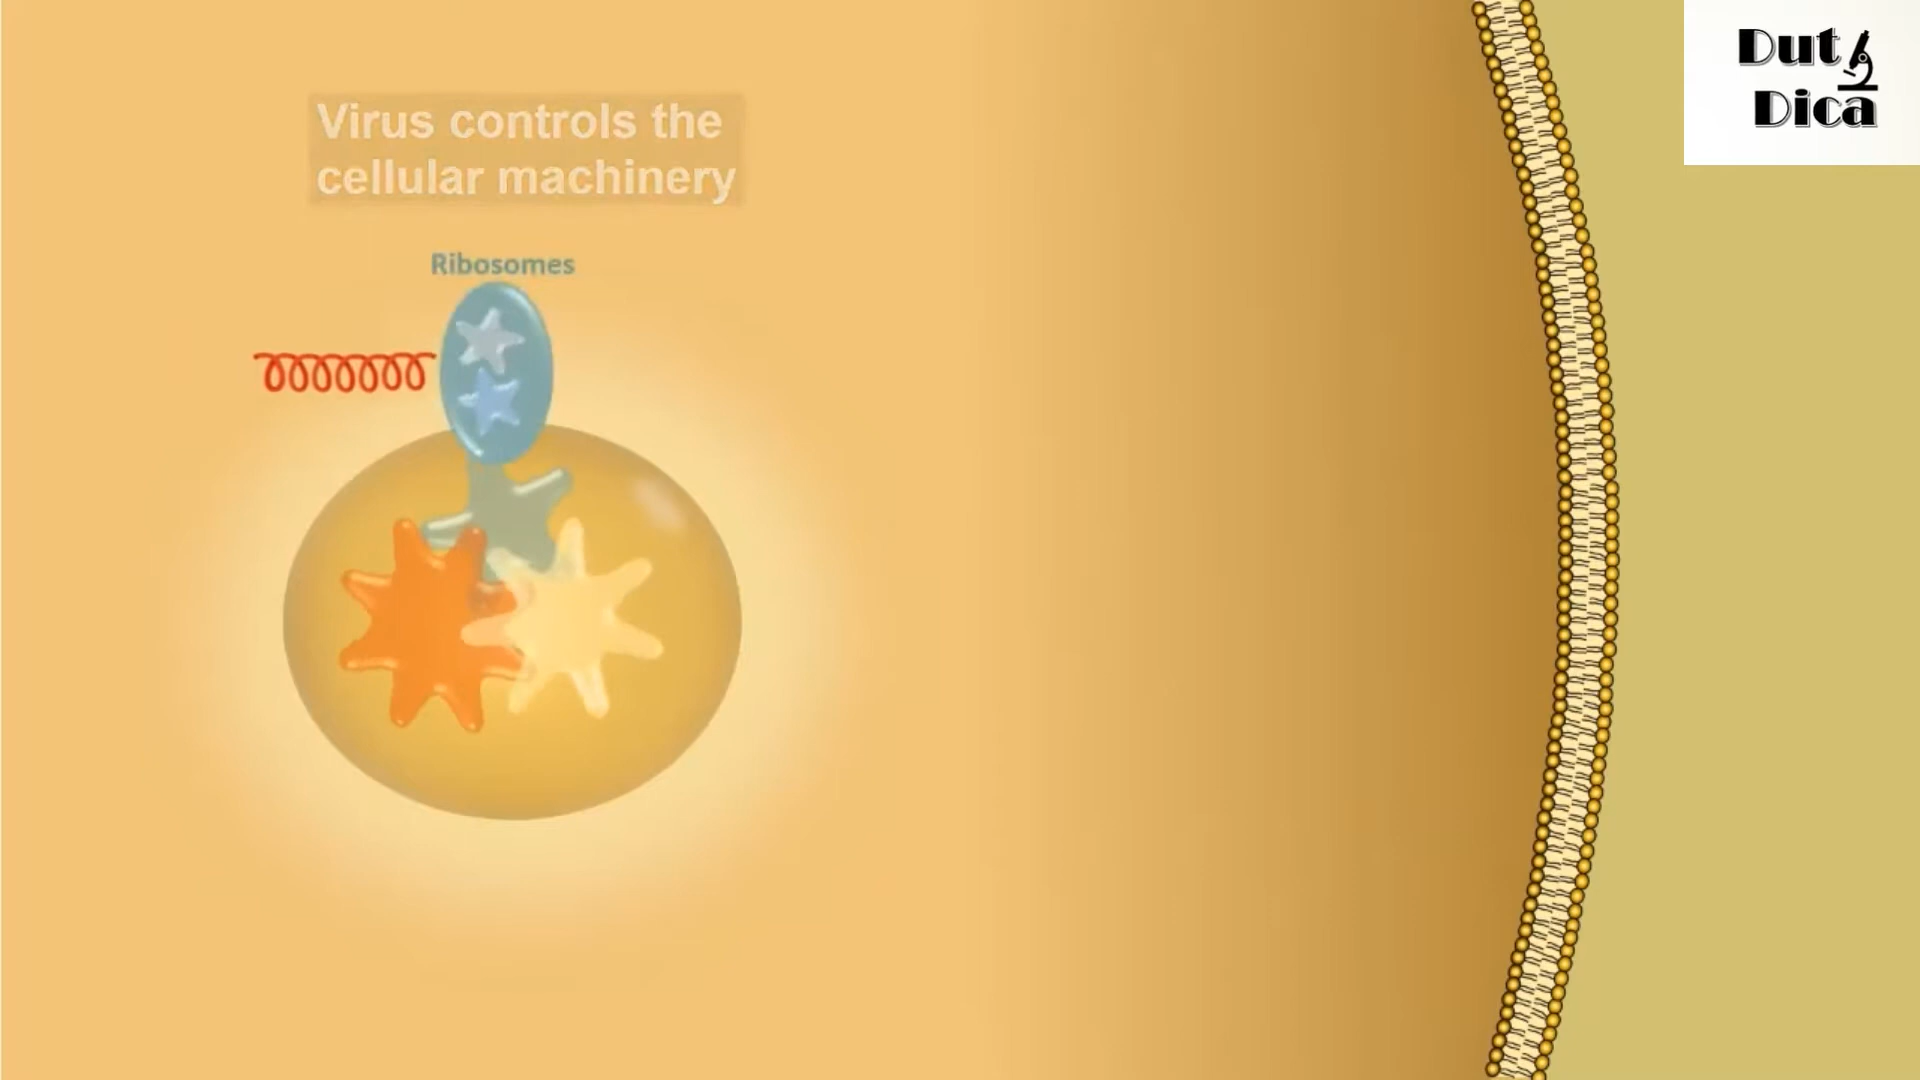 Virus controls the
cellular machinery
Ribosomes
Dut
Dica